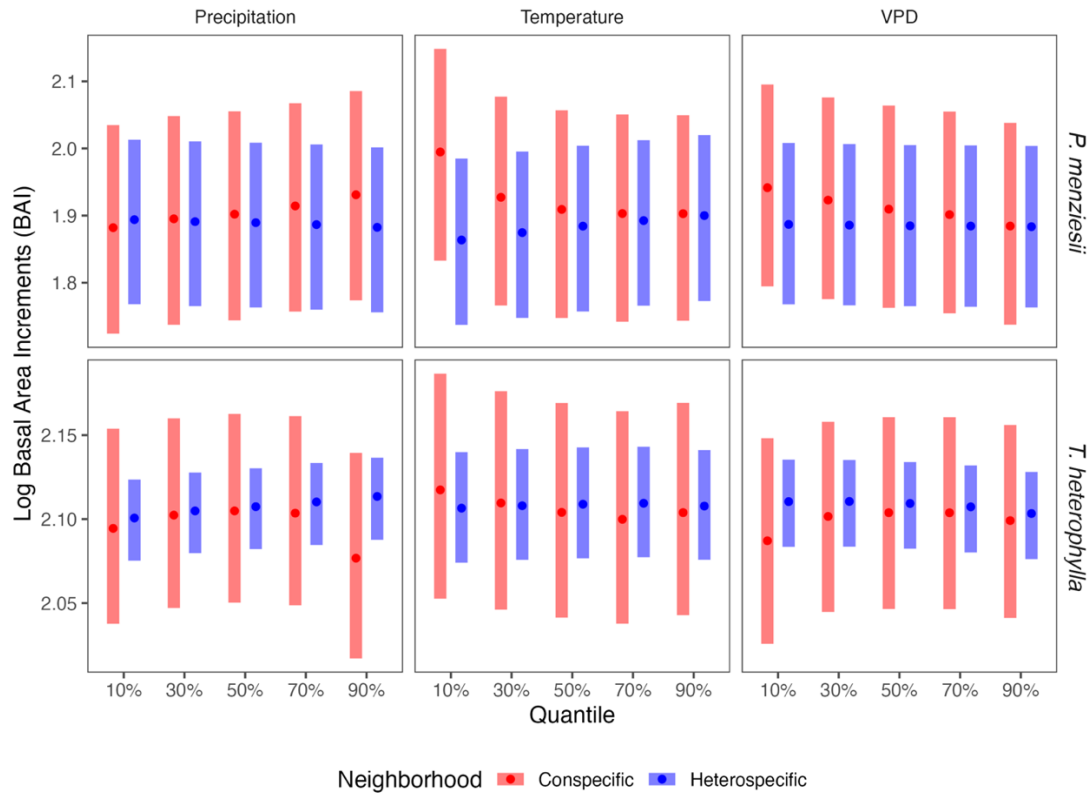 Precipitation Temperature VPD
Log Basal Area Increments (BAI)
2.1
2.0
1.9
1.8
P. menziesii
2.15
2.10
2.05
T. heterophylla
10% 30% 50% 70% 90% 10% 30% 50% 70% 90% 10% 30% 50% 70% 90%
Quantile
Neighborhood Conspecific Heterospecific